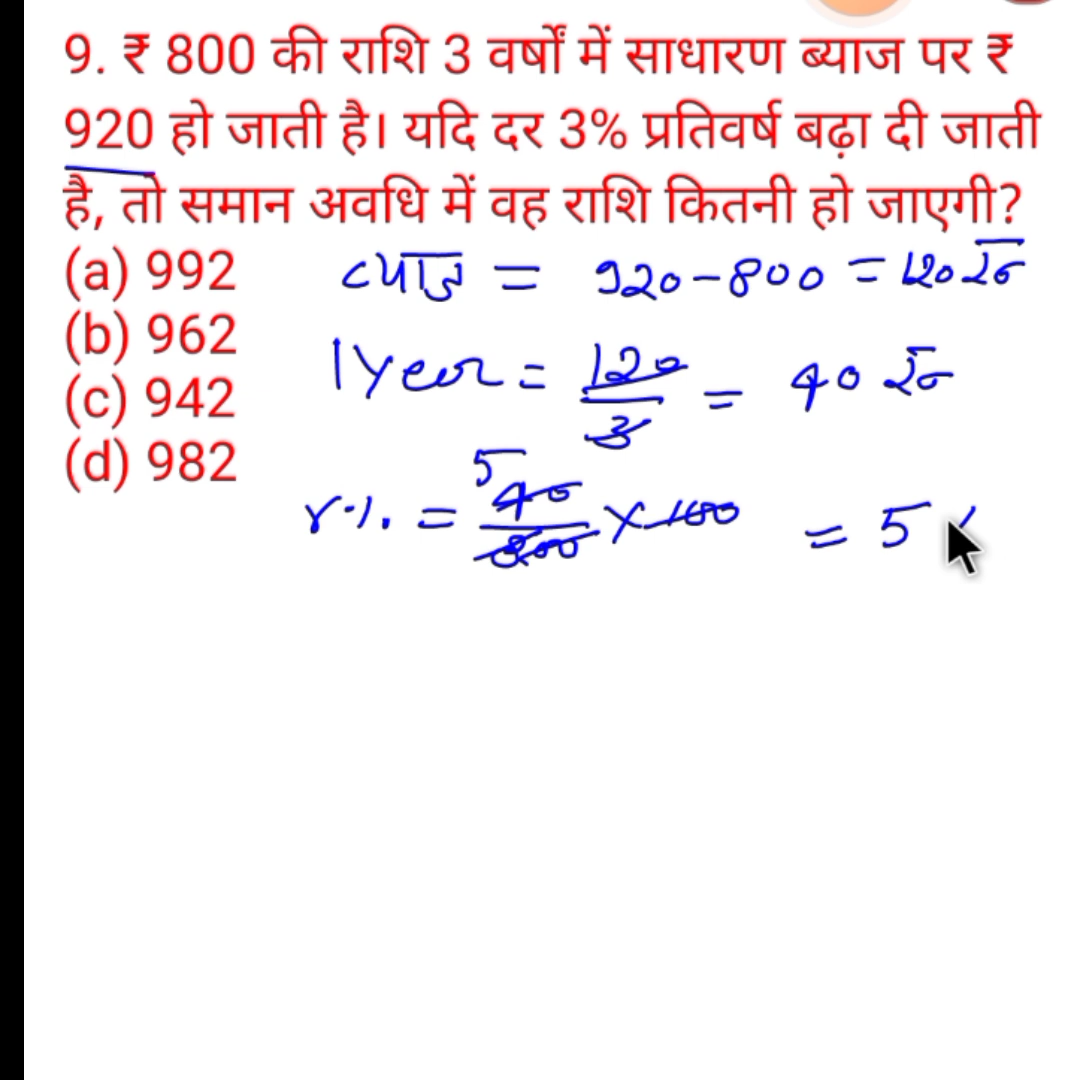 9. ₹ 800 की राशि 3 वर्षों में साधारण ब्याज पर ₹
920 हो जाती है। यदि दर 3% प्रतिवर्ष बढ़ा दी जाती
है, तो समान अवधि में वह राशि कितनी हो जाएगी?
(a) 992
(b) 962
(c) 942
(d) 982
ब्याज = 920-800 = 120 रु
1 Year = 120/3 = 40 रु
r% = 40/800 × 100 = 5
5